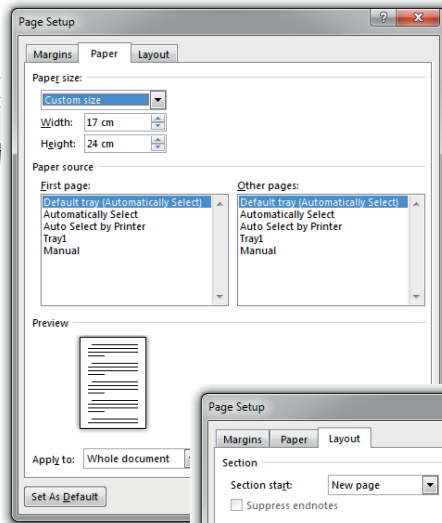 Page Setup
Margins Paper Layout
Paper size:
Custom size
Width: 17 cm
Height: 24 cm
Paper source
First page: Other pages:
Default tray (Automatically Select) Default tray (Automatically Select)
Automatically Select Automatically Select
Auto Select by Printer Auto Select by Printer
Tray1 Tray1
Manual Manual
Preview
Apply to: Whole document
Set As Default
Page Setup
Margins Paper Layout
Section
Section start: New page
Suppress endnotes